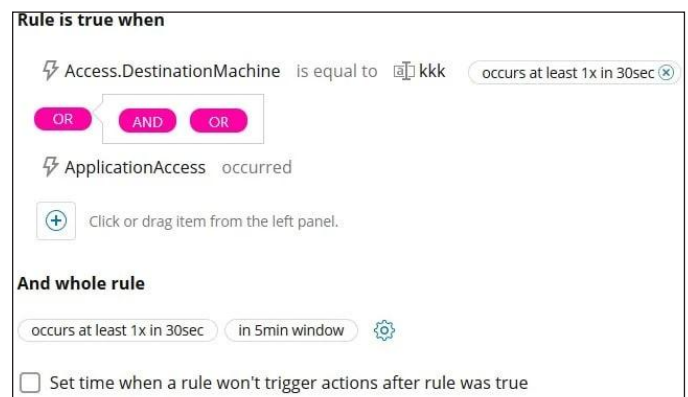 Rule is true when
Access.DestinationMachine is equal to a kkk occurs at least 1x in 30sec
OR AND OR
ApplicationAccess occurred
Click or drag item from the left panel.
And whole rule
occurs at least 1x in 30sec in 5min window
Set time when a rule won't trigger actions after rule was true